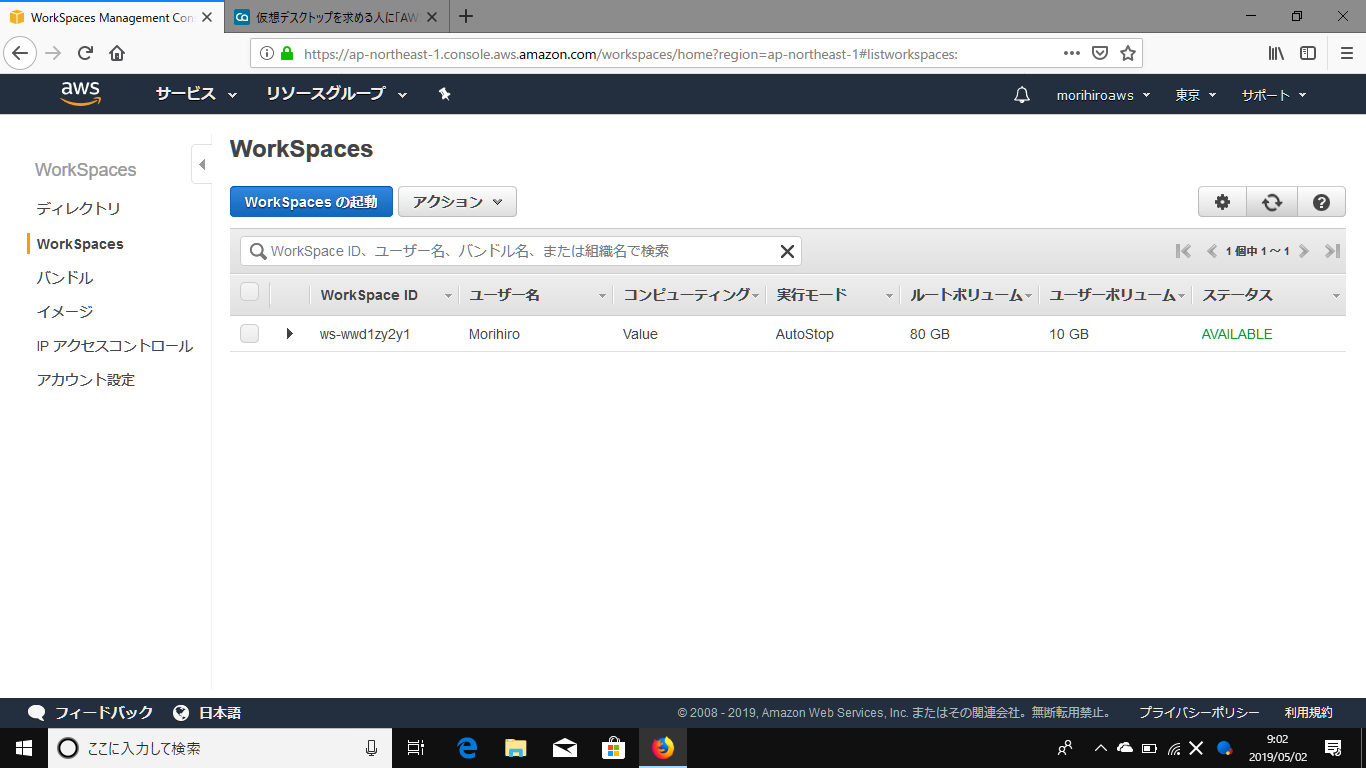 WorkSpaces Management Con
仮想デスクトップを求める人に「AW
https://ap-northeast-1.console.aws.amazon.com/workspaces/home?region=ap-northeast-1#listworkspaces:
aws サービス リソースグループ morihiroaws 東京 サポート
WorkSpaces
ディレクトリ
WorkSpaces
バンドル
イメージ
IP アクセスコントロール
アカウント設定
WorkSpaces
WorkSpaces の起動 アクション
WorkSpace ID、ユーザー名、バンドル名、または組織名で検索 1 個中 1 ～ 1
WorkSpace ID ユーザー名 コンピューティング 実行モード ルートボリューム ユーザーボリューム ステータス
ws-wwd1zy2y1 Morihiro Value AutoStop 80 GB 10 GB AVAILABLE
フィードバック 日本語 © 2008 - 2019, Amazon Web Services, Inc. またはその関連会社。無断転用禁止。 プライバシーポリシー 利用規約
ここに入力して検索
9:02
2019/05/02